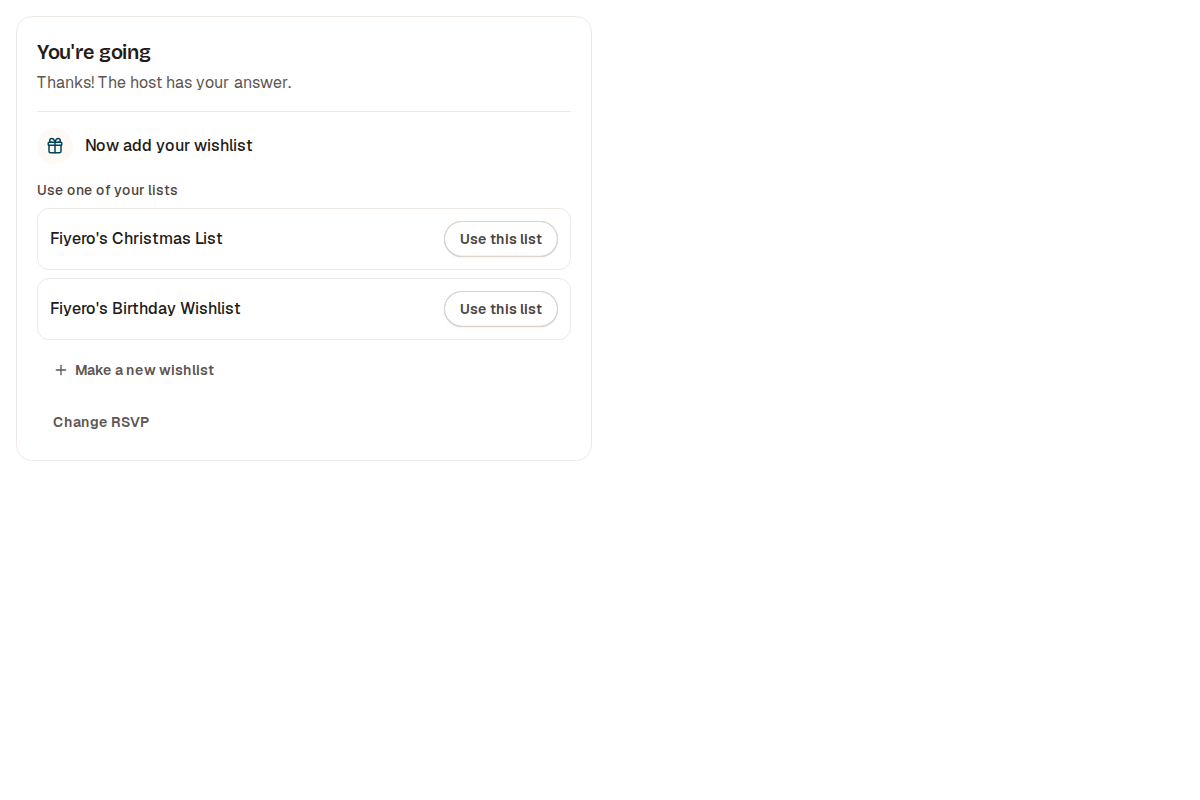 You're going
Thanks! The host has your answer.
Now add your wishlist
Use one of your lists
Fiyero's Christmas List
Use this list
Fiyero's Birthday Wishlist
Use this list
Make a new wishlist
Change RSVP